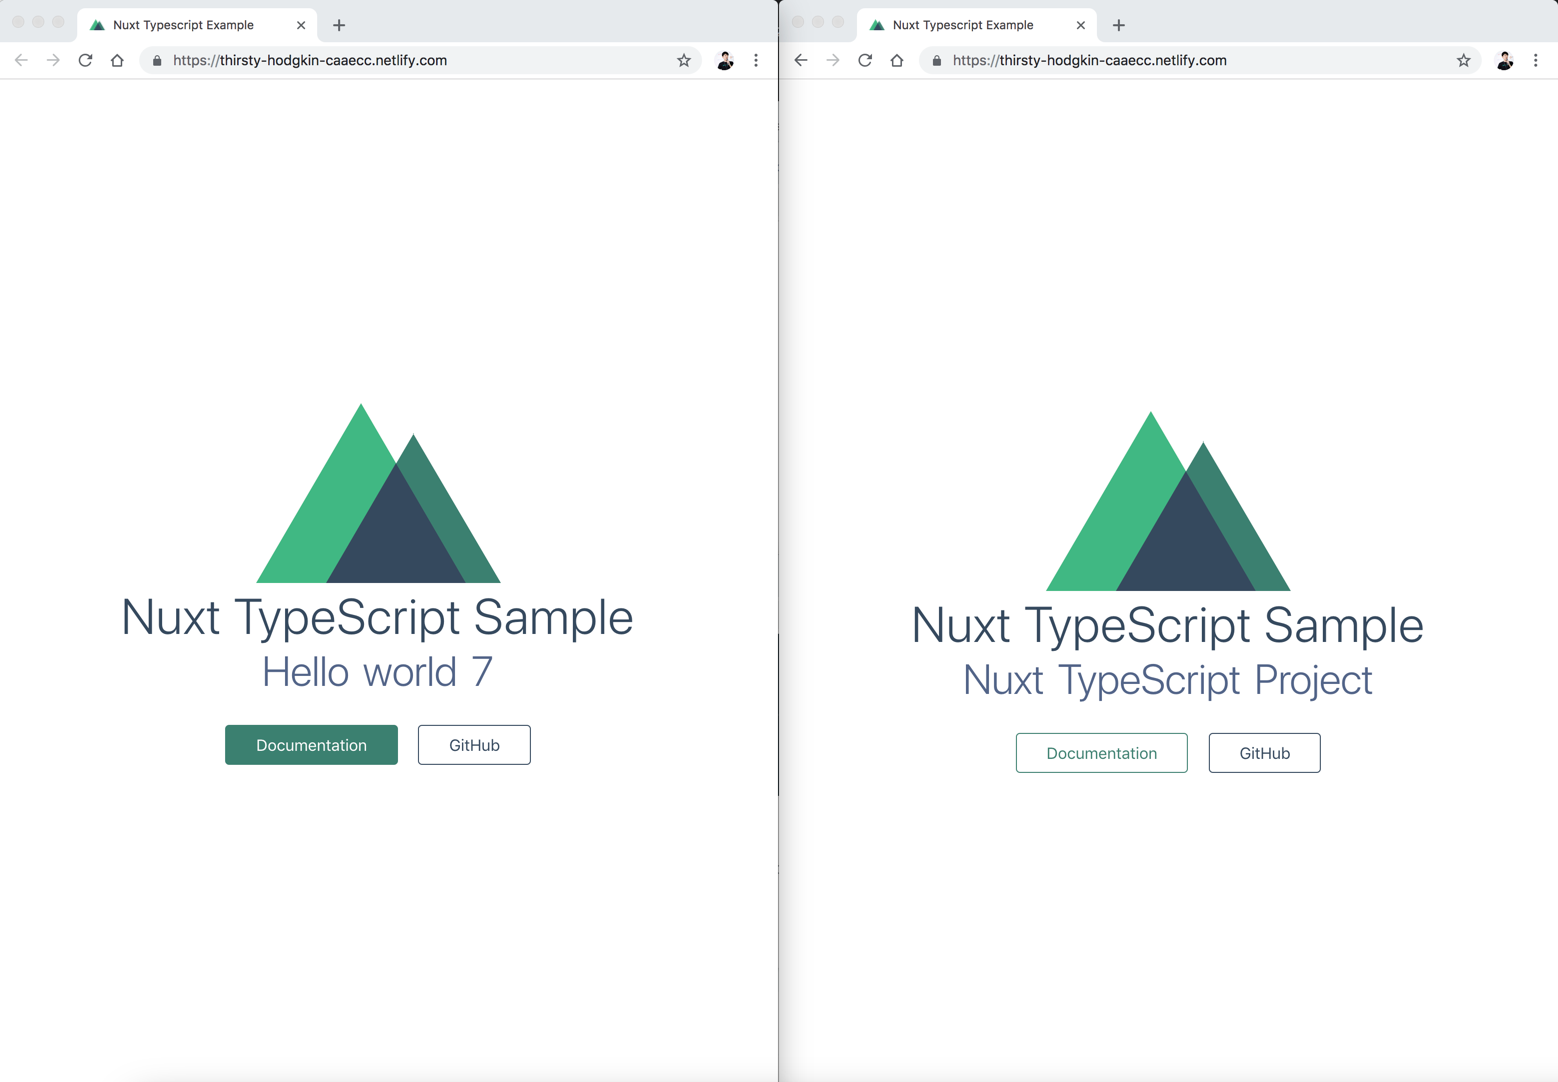 Nuxt Typescript Example
https://thirsty-hodgkin-caaecc.netlify.com
Nuxt TypeScript Sample
Hello world 7
Documentation
GitHub
Nuxt Typescript Example
https://thirsty-hodgkin-caaecc.netlify.com
Nuxt TypeScript Sample
Nuxt TypeScript Project
Documentation
GitHub